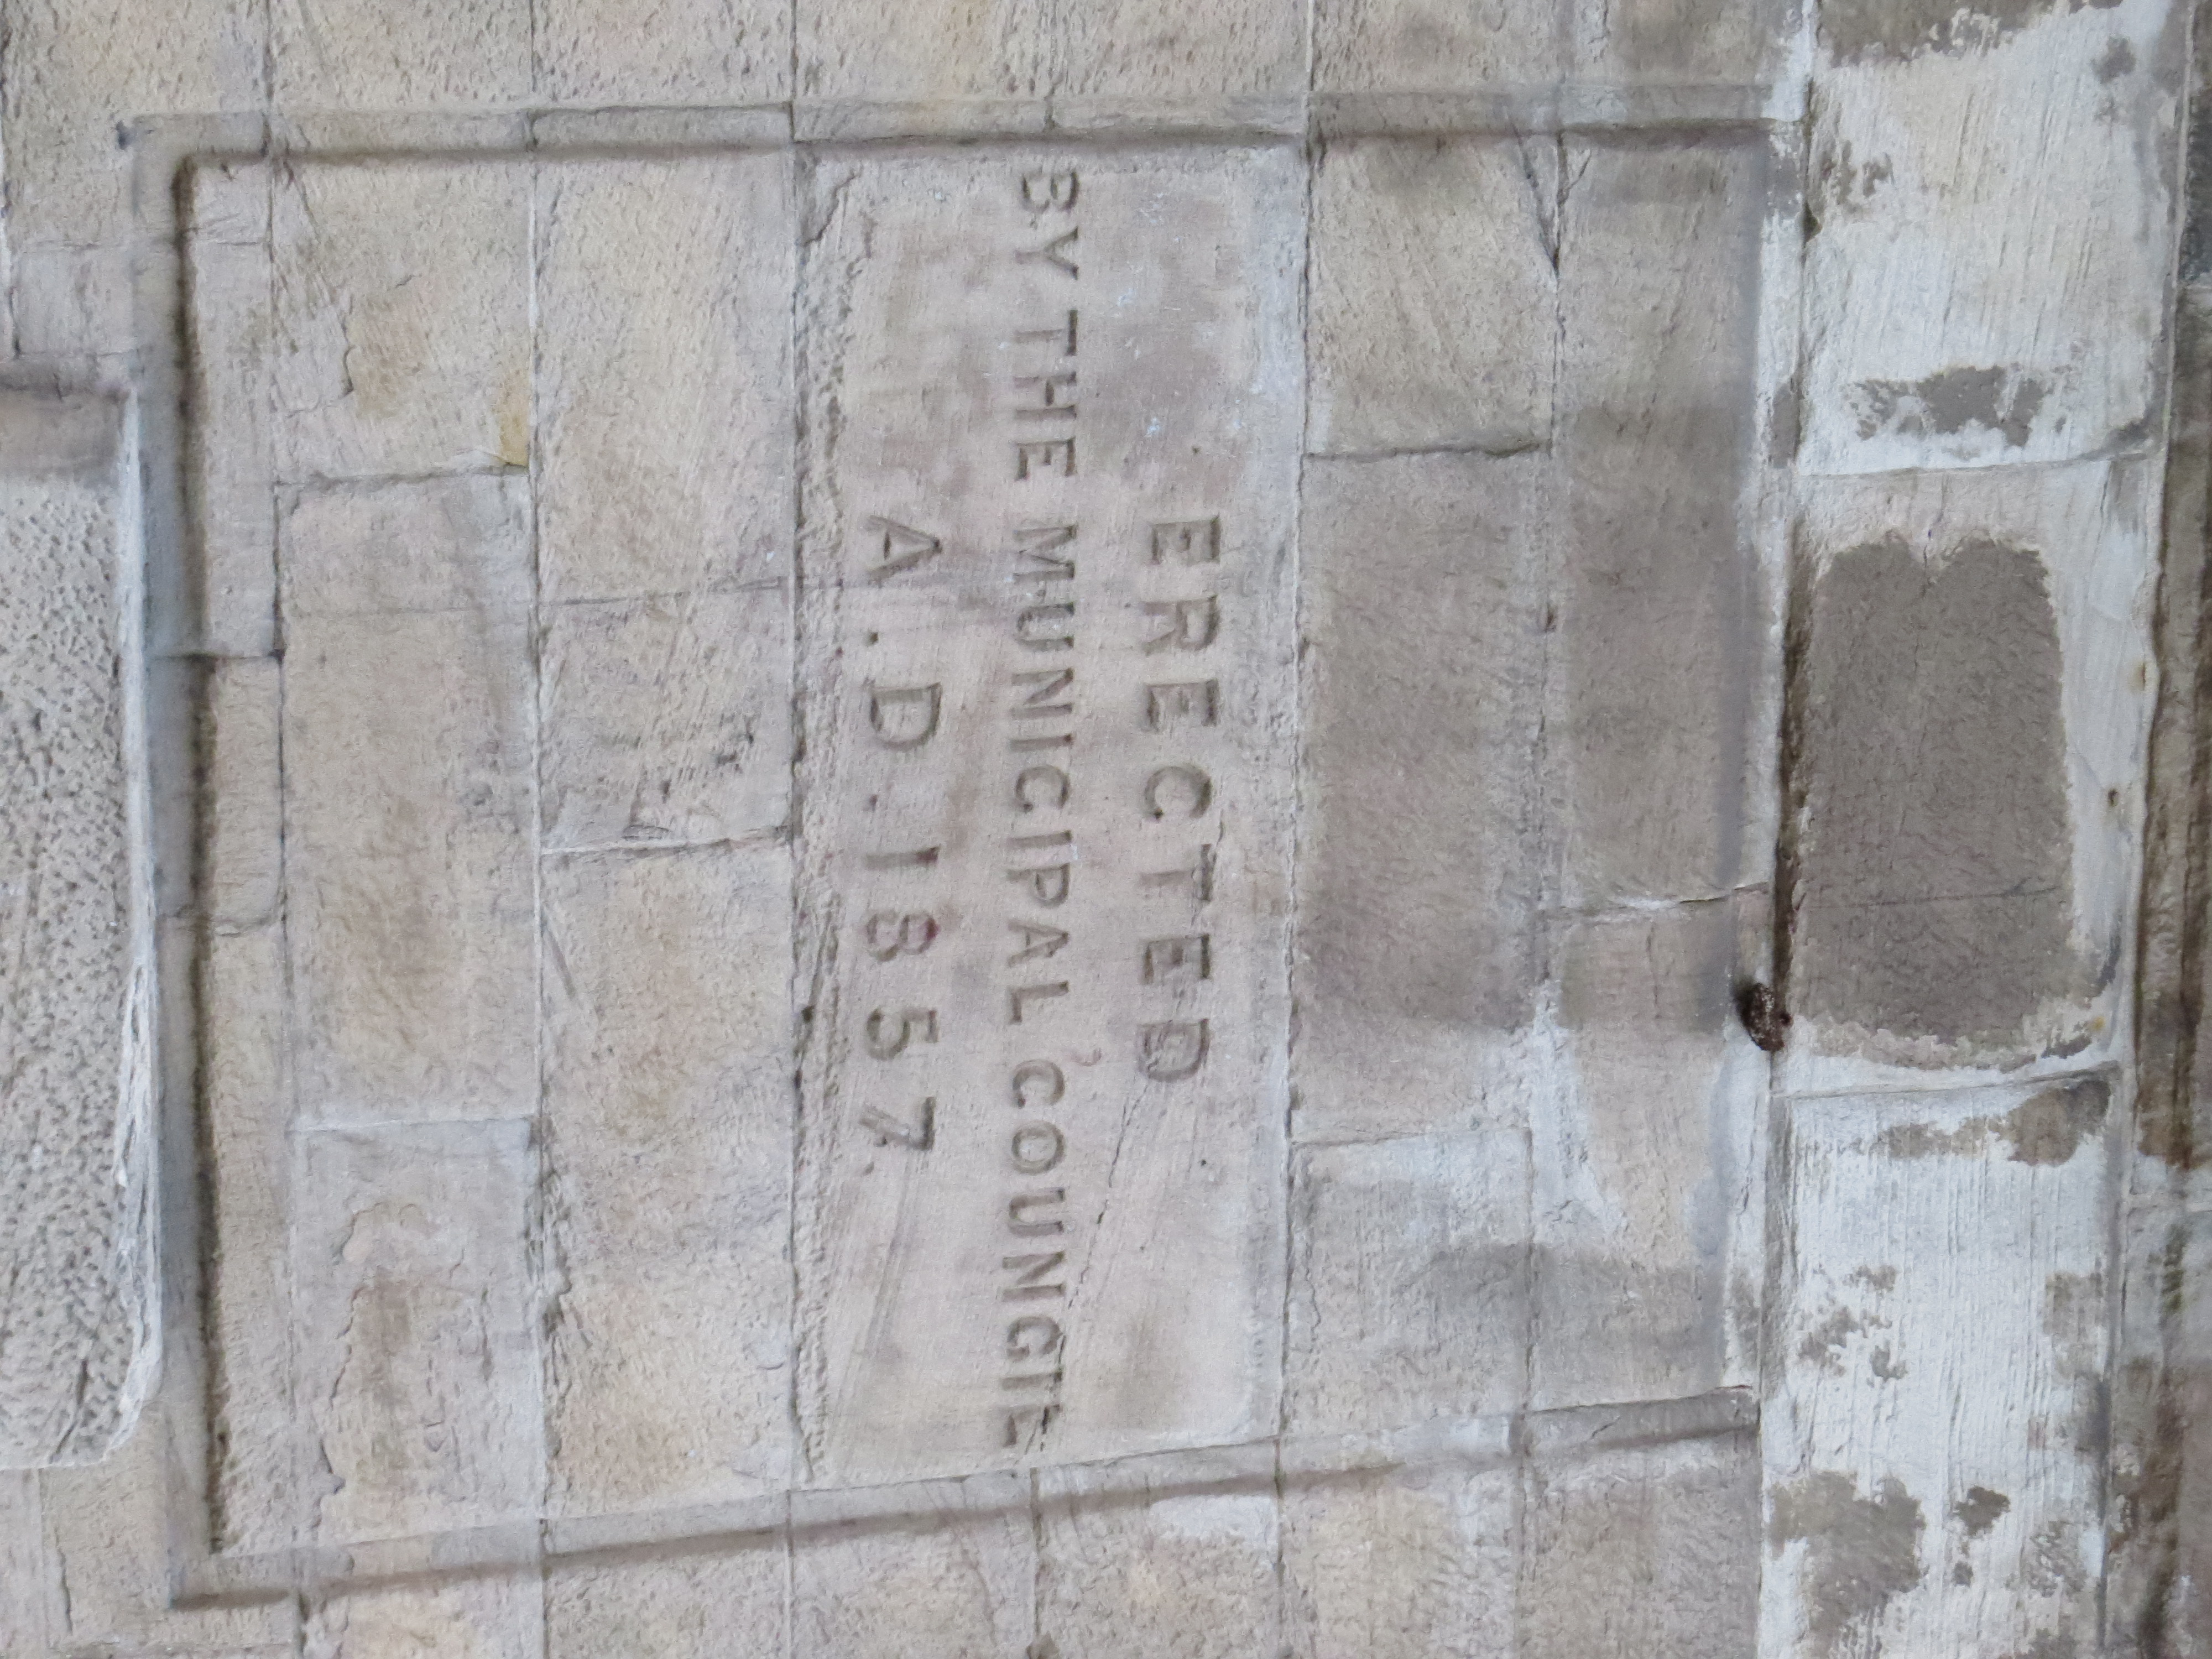 ERECTED
BY THE MUNICIPAL COUNCIL
A.D.1857.